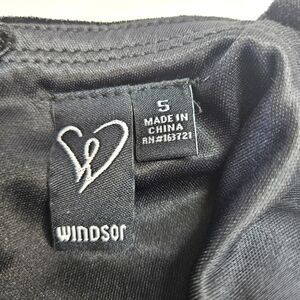 WINDSOR
S
MADE IN
CHINA
RN#163721